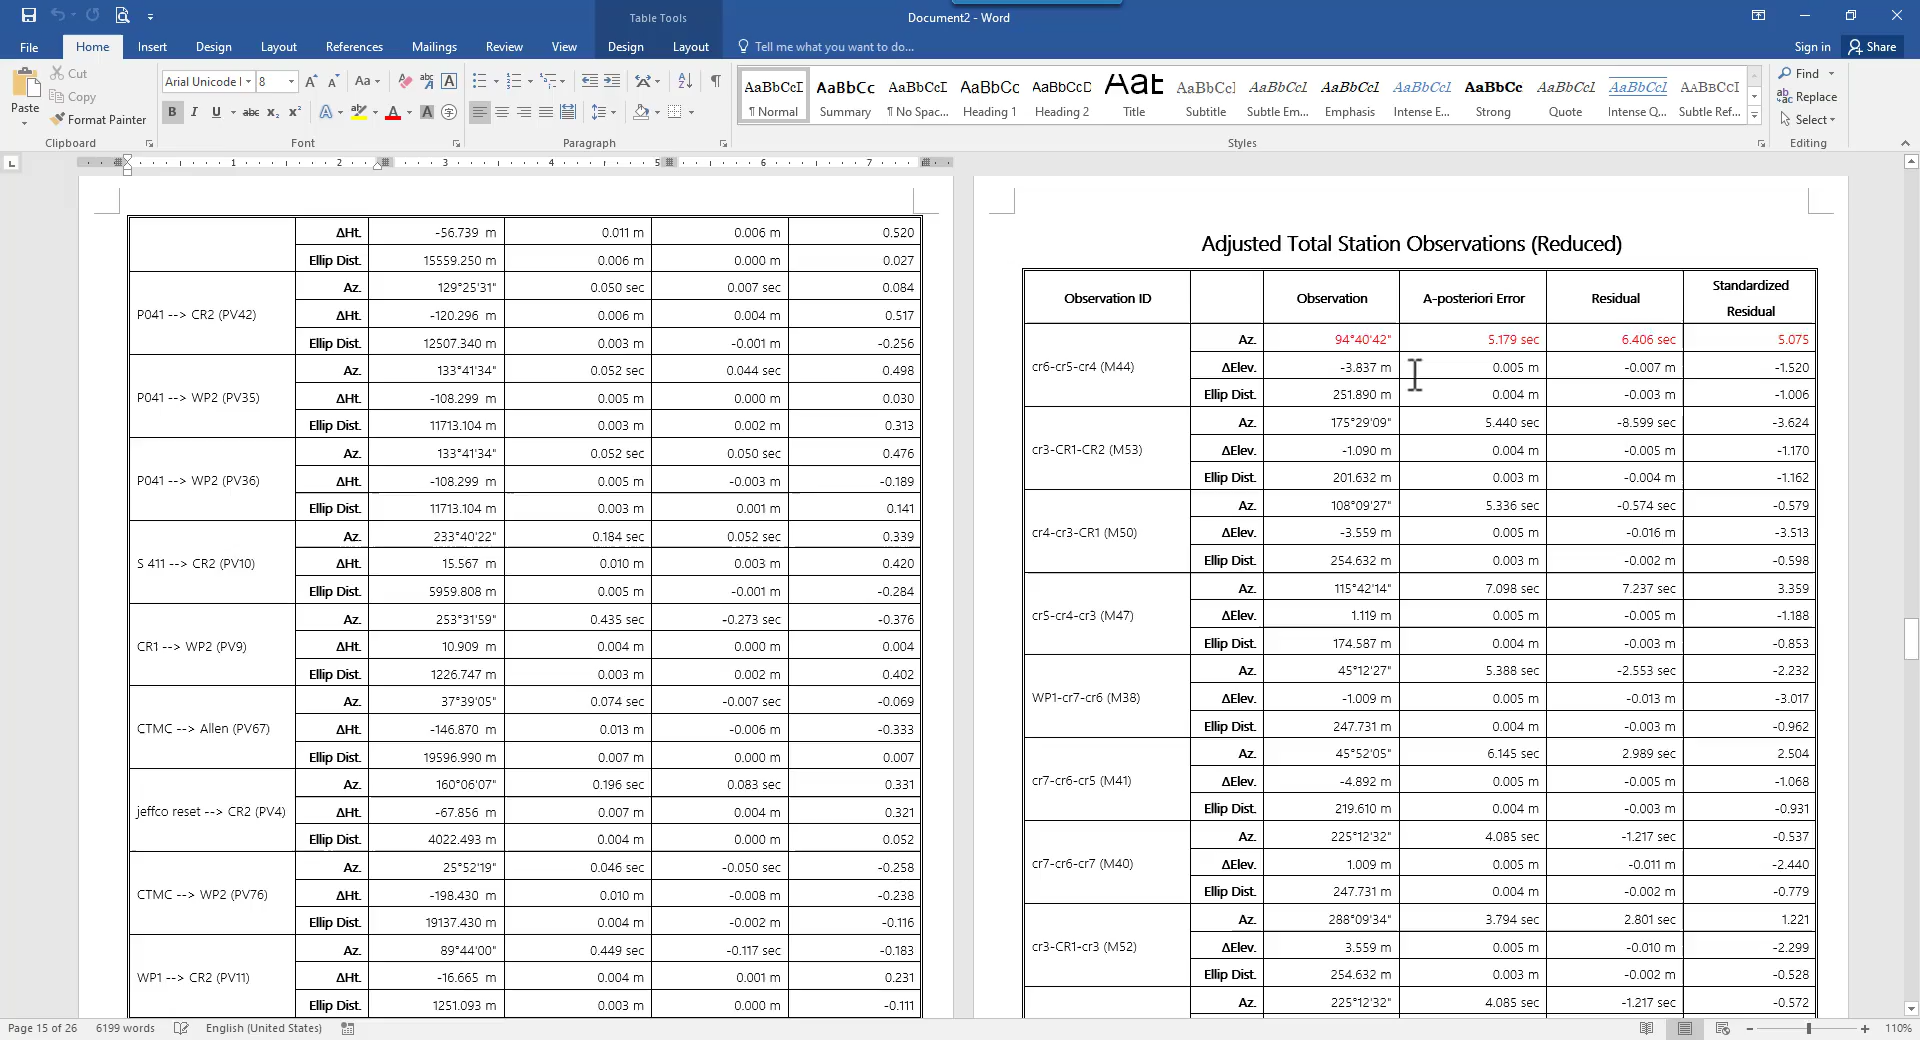 Table Tools
Document2 - Word
File Home Insert Design Layout References Mailings Review View Design Layout Tell me what you want to do... Sign in Share
Paste
Cut
Copy
Format Painter
Clipboard
Arial Unicode 8
Font
Paragraph
AaBbCcI AaBbCc AaBbCcI AaBbCc AaBbCcC AaB AaBbCcI AaBbCcI AaBbCcI AaBbCcI AaBbCc AaBbCcI AaBbCcI AaBbCcI
¶ Normal Summary ¶ No Spac... Heading 1 Heading 2 Title Subtitle Subtle Em... Emphasis Intense E... Strong Quote Intense Q... Subtle Ref...
Styles
Find
Replace
Select
Editing
1 2 3 4 5 6 7
ΔHt. -56.739 m 0.011 m 0.006 m 0.520
Ellip Dist. 15559.250 m 0.006 m 0.000 m 0.027
P041 --> CR2 (PV42)
Az. 129°25'31" 0.050 sec 0.007 sec 0.084
ΔHt. -120.296 m 0.006 m 0.004 m 0.517
Ellip Dist. 12507.340 m 0.003 m -0.001 m -0.256
P041 --> WP2 (PV35)
Az. 133°41'34" 0.052 sec 0.044 sec 0.498
ΔHt. -108.299 m 0.005 m 0.000 m 0.030
Ellip Dist. 11713.104 m 0.003 m 0.002 m 0.313
P041 --> WP2 (PV36)
Az. 133°41'34" 0.052 sec 0.050 sec 0.476
ΔHt. -108.299 m 0.005 m -0.003 m -0.189
Ellip Dist. 11713.104 m 0.003 m 0.001 m 0.141
S 411 --> CR2 (PV10)
Az. 233°40'22" 0.184 sec 0.052 sec 0.339
ΔHt. 15.567 m 0.010 m 0.003 m 0.420
Ellip Dist. 5959.808 m 0.005 m -0.001 m -0.284
CR1 --> WP2 (PV9)
Az. 253°31'59" 0.435 sec -0.273 sec -0.376
ΔHt. 10.909 m 0.004 m 0.000 m 0.004
Ellip Dist. 1226.747 m 0.003 m 0.002 m 0.402
CTMC --> Allen (PV67)
Az. 37°39'05" 0.074 sec -0.007 sec -0.069
ΔHt. -146.870 m 0.013 m -0.006 m -0.333
Ellip Dist. 19596.990 m 0.007 m 0.000 m 0.007
jeffco reset --> CR2 (PV4)
Az. 160°06'07" 0.196 sec 0.083 sec 0.331
ΔHt. -67.856 m 0.007 m 0.004 m 0.321
Ellip Dist. 4022.493 m 0.004 m 0.000 m 0.052
CTMC --> WP2 (PV76)
Az. 25°52'19" 0.046 sec -0.050 sec -0.258
ΔHt. -198.430 m 0.010 m -0.008 m -0.238
Ellip Dist. 19137.430 m 0.004 m -0.002 m -0.116
WP1 --> CR2 (PV11)
Az. 89°44'00" 0.449 sec -0.117 sec -0.183
ΔHt. -16.665 m 0.004 m 0.001 m 0.231
Ellip Dist. 1251.093 m 0.003 m 0.000 m -0.111
Adjusted Total Station Observations (Reduced)
Observation ID Observation A-posteriori Error Residual Standardized
Residual
cr6-cr5-cr4 (M44)
Az. 94°40'42" 5.179 sec 6.406 sec 5.075
ΔElev. -3.837 m 0.005 m -0.007 m -1.520
Ellip Dist. 251.890 m 0.004 m -0.003 m -1.006
cr3-CR1-CR2 (M53)
Az. 175°29'09" 5.440 sec -8.599 sec -3.624
ΔElev. -1.090 m 0.004 m -0.005 m -1.170
Ellip Dist. 201.632 m 0.003 m -0.004 m -1.162
cr4-cr3-CR1 (M50)
Az. 108°09'27" 5.336 sec -0.574 sec -0.579
ΔElev. -3.559 m 0.005 m -0.016 m -3.513
Ellip Dist. 254.632 m 0.003 m -0.002 m -0.598
cr5-cr4-cr3 (M47)
Az. 115°42'14" 7.098 sec 7.237 sec 3.359
ΔElev. 1.119 m 0.005 m -0.005 m -1.188
Ellip Dist. 174.587 m 0.004 m -0.003 m -0.853
WP1-cr7-cr6 (M38)
Az. 45°12'27" 5.388 sec -2.553 sec -2.232
ΔElev. -1.009 m 0.005 m -0.013 m -3.017
Ellip Dist. 247.731 m 0.004 m -0.003 m -0.962
cr7-cr6-cr5 (M41)
Az. 45°52'05" 6.145 sec 2.989 sec 2.504
ΔElev. -4.892 m 0.005 m -0.005 m -1.068
Ellip Dist. 219.610 m 0.004 m -0.003 m -0.931
cr7-cr6-cr7 (M40)
Az. 225°12'32" 4.085 sec -1.217 sec -0.537
ΔElev. 1.009 m 0.005 m -0.011 m -2.440
Ellip Dist. 247.731 m 0.004 m -0.002 m -0.779
cr3-CR1-cr3 (M52)
Az. 288°09'34" 3.794 sec 2.801 sec 1.221
ΔElev. 3.559 m 0.005 m -0.010 m -2.299
Ellip Dist. 254.632 m 0.003 m -0.002 m -0.528
Az. 225°12'32" 4.085 sec -1.217 sec -0.572
Page 15 of 26 6199 words English (United States) 110%